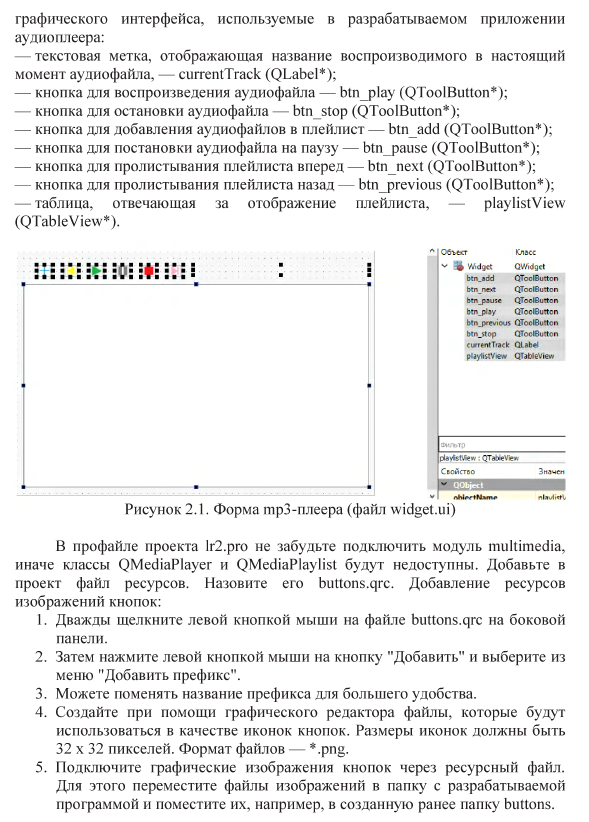 графического интерфейса, используемые в разрабатываемом приложении
аудиоплеера:
— текстовая метка, отображающая название воспроизводимого в настоящий
момент аудиофайла, — currentTrack (QLabel*);
— кнопка для воспроизведения аудиофайла — btn_play (QToolButton*);
— кнопка для остановки аудиофайла — btn_stop (QToolButton*);
— кнопка для добавления аудиофайлов в плейлист — btn_add (QToolButton*);
— кнопка для постановки аудиофайла на паузу — btn_pause (QToolButton*);
— кнопка для пролистывания плейлиста вперед — btn_next (QToolButton*);
— кнопка для пролистывания плейлиста назад — btn_previous (QToolButton*);
— таблица, отвечающая за отображение плейлиста, — playlistView
(QTableView*).
Объект Класс
Widget QWidget
btn_add QToolButton
btn_next QToolButton
btn_pause QToolButton
btn_play QToolButton
btn_previous QToolButton
btn_stop QToolButton
currentTrack QLabel
playlistView QTableView
Фильтр
playlistView : QTableView
Свойство Значен
QObject
objectName playlistV
Рисунок 2.1. Форма mp3-плеера (файл widget.ui)
В профайле проекта lr2.pro не забудьте подключить модуль multimedia,
иначе классы QMediaPlayer и QMediaPlaylist будут недоступны. Добавьте в
проект файл ресурсов. Назовите его buttons.qrc. Добавление ресурсов
изображений кнопок:
1. Дважды щелкните левой кнопкой мыши на файле buttons.qrc на боковой
панели.
2. Затем нажмите левой кнопкой мыши на кнопку "Добавить" и выберите из
меню "Добавить префикс".
3. Можете поменять название префикса для большего удобства.
4. Создайте при помощи графического редактора файлы, которые будут
использоваться в качестве иконок кнопок. Размеры иконок должны быть
32 x 32 пикселей. Формат файлов — *.png.
5. Подключите графические изображения кнопок через ресурсный файл.
Для этого переместите файлы изображений в папку с разрабатываемой
программой и поместите их, например, в созданную ранее папку buttons.